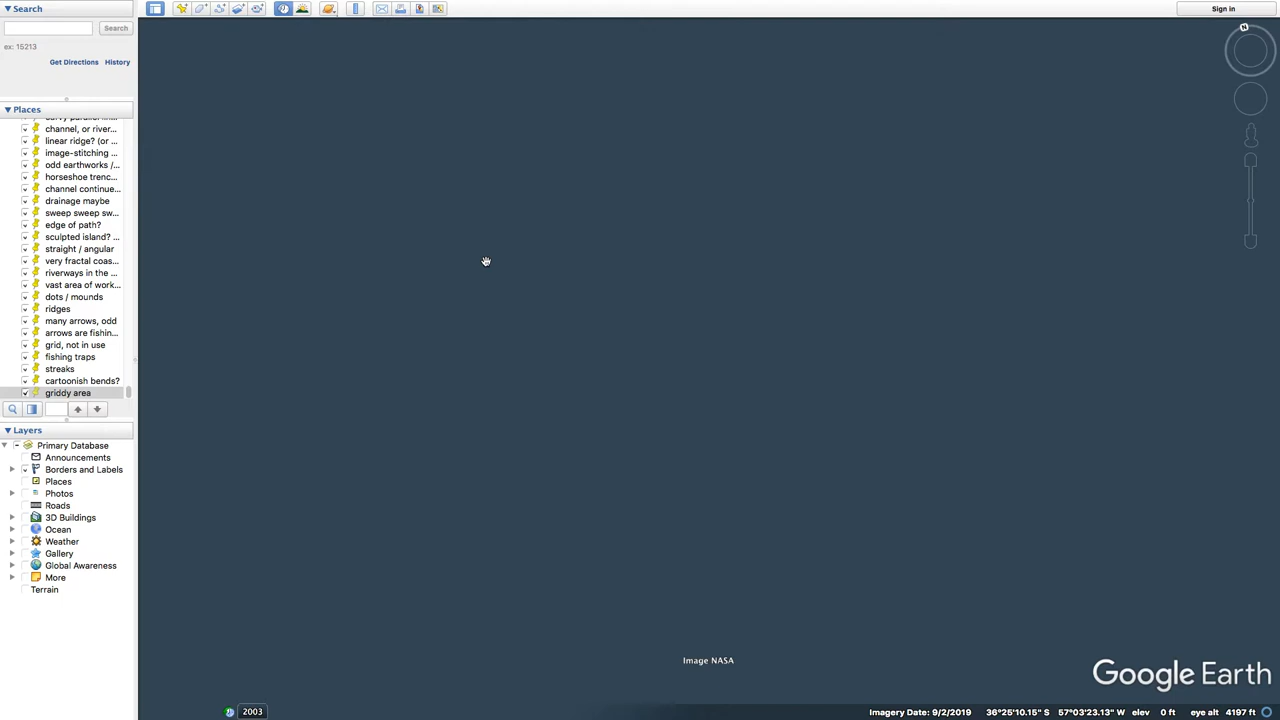 Search
Sign in
N
Search
ex: 15213
Get Directions History
Places
channel, or river...
linear ridge? (or ...
image-stitching ...
odd earthworks /...
horseshoe trenc...
channel continue...
drainage maybe
sweep sweep sw...
edge of path?
sculpted island? ...
straight / angular
very fractal coas...
riverways in the ...
vast area of work...
dots / mounds
ridges
many arrows, odd
arrows are fishin...
grid, not in use
fishing traps
streaks
cartoonish bends?
griddy area
Layers
Primary Database
Announcements
Borders and Labels
Places
Photos
Roads
3D Buildings
Ocean
Weather
Gallery
Global Awareness
More
Terrain
Image NASA
Google Earth
2003
Imagery Date: 9/2/2019 36°25'10.15" S 57°03'23.13" W elev 0 ft eye alt 4197 ft